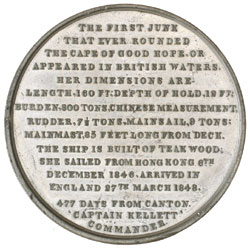 THE FIRST JUNK
THAT EVER ROUNDED
THE CAPE OF GOOD HOPE, OR
APPEARED IN BRITISH WATERS.
HER DIMENSIONS ARE-
LENGTH, 160 FT: DEPTH OF HOLD, 19 FT:
BURDEN, 800 TONS, CHINESE MEASUREMENT,
RUDDER, 7½ TONS, MAINSAIL, 9 TONS:
MAINMAST, 85 FEET LONG FROM DECK.
THE SHIP IS BUILT OF TEAK WOOD;
SHE SAILED FROM HONG KONG 6TH
DECEMBER 1846, ARRIVED IN
ENGLAND 27TH MARCH 1848,
477 DAYS FROM CANTON.
CAPTAIN KELLETT
COMMANDER.